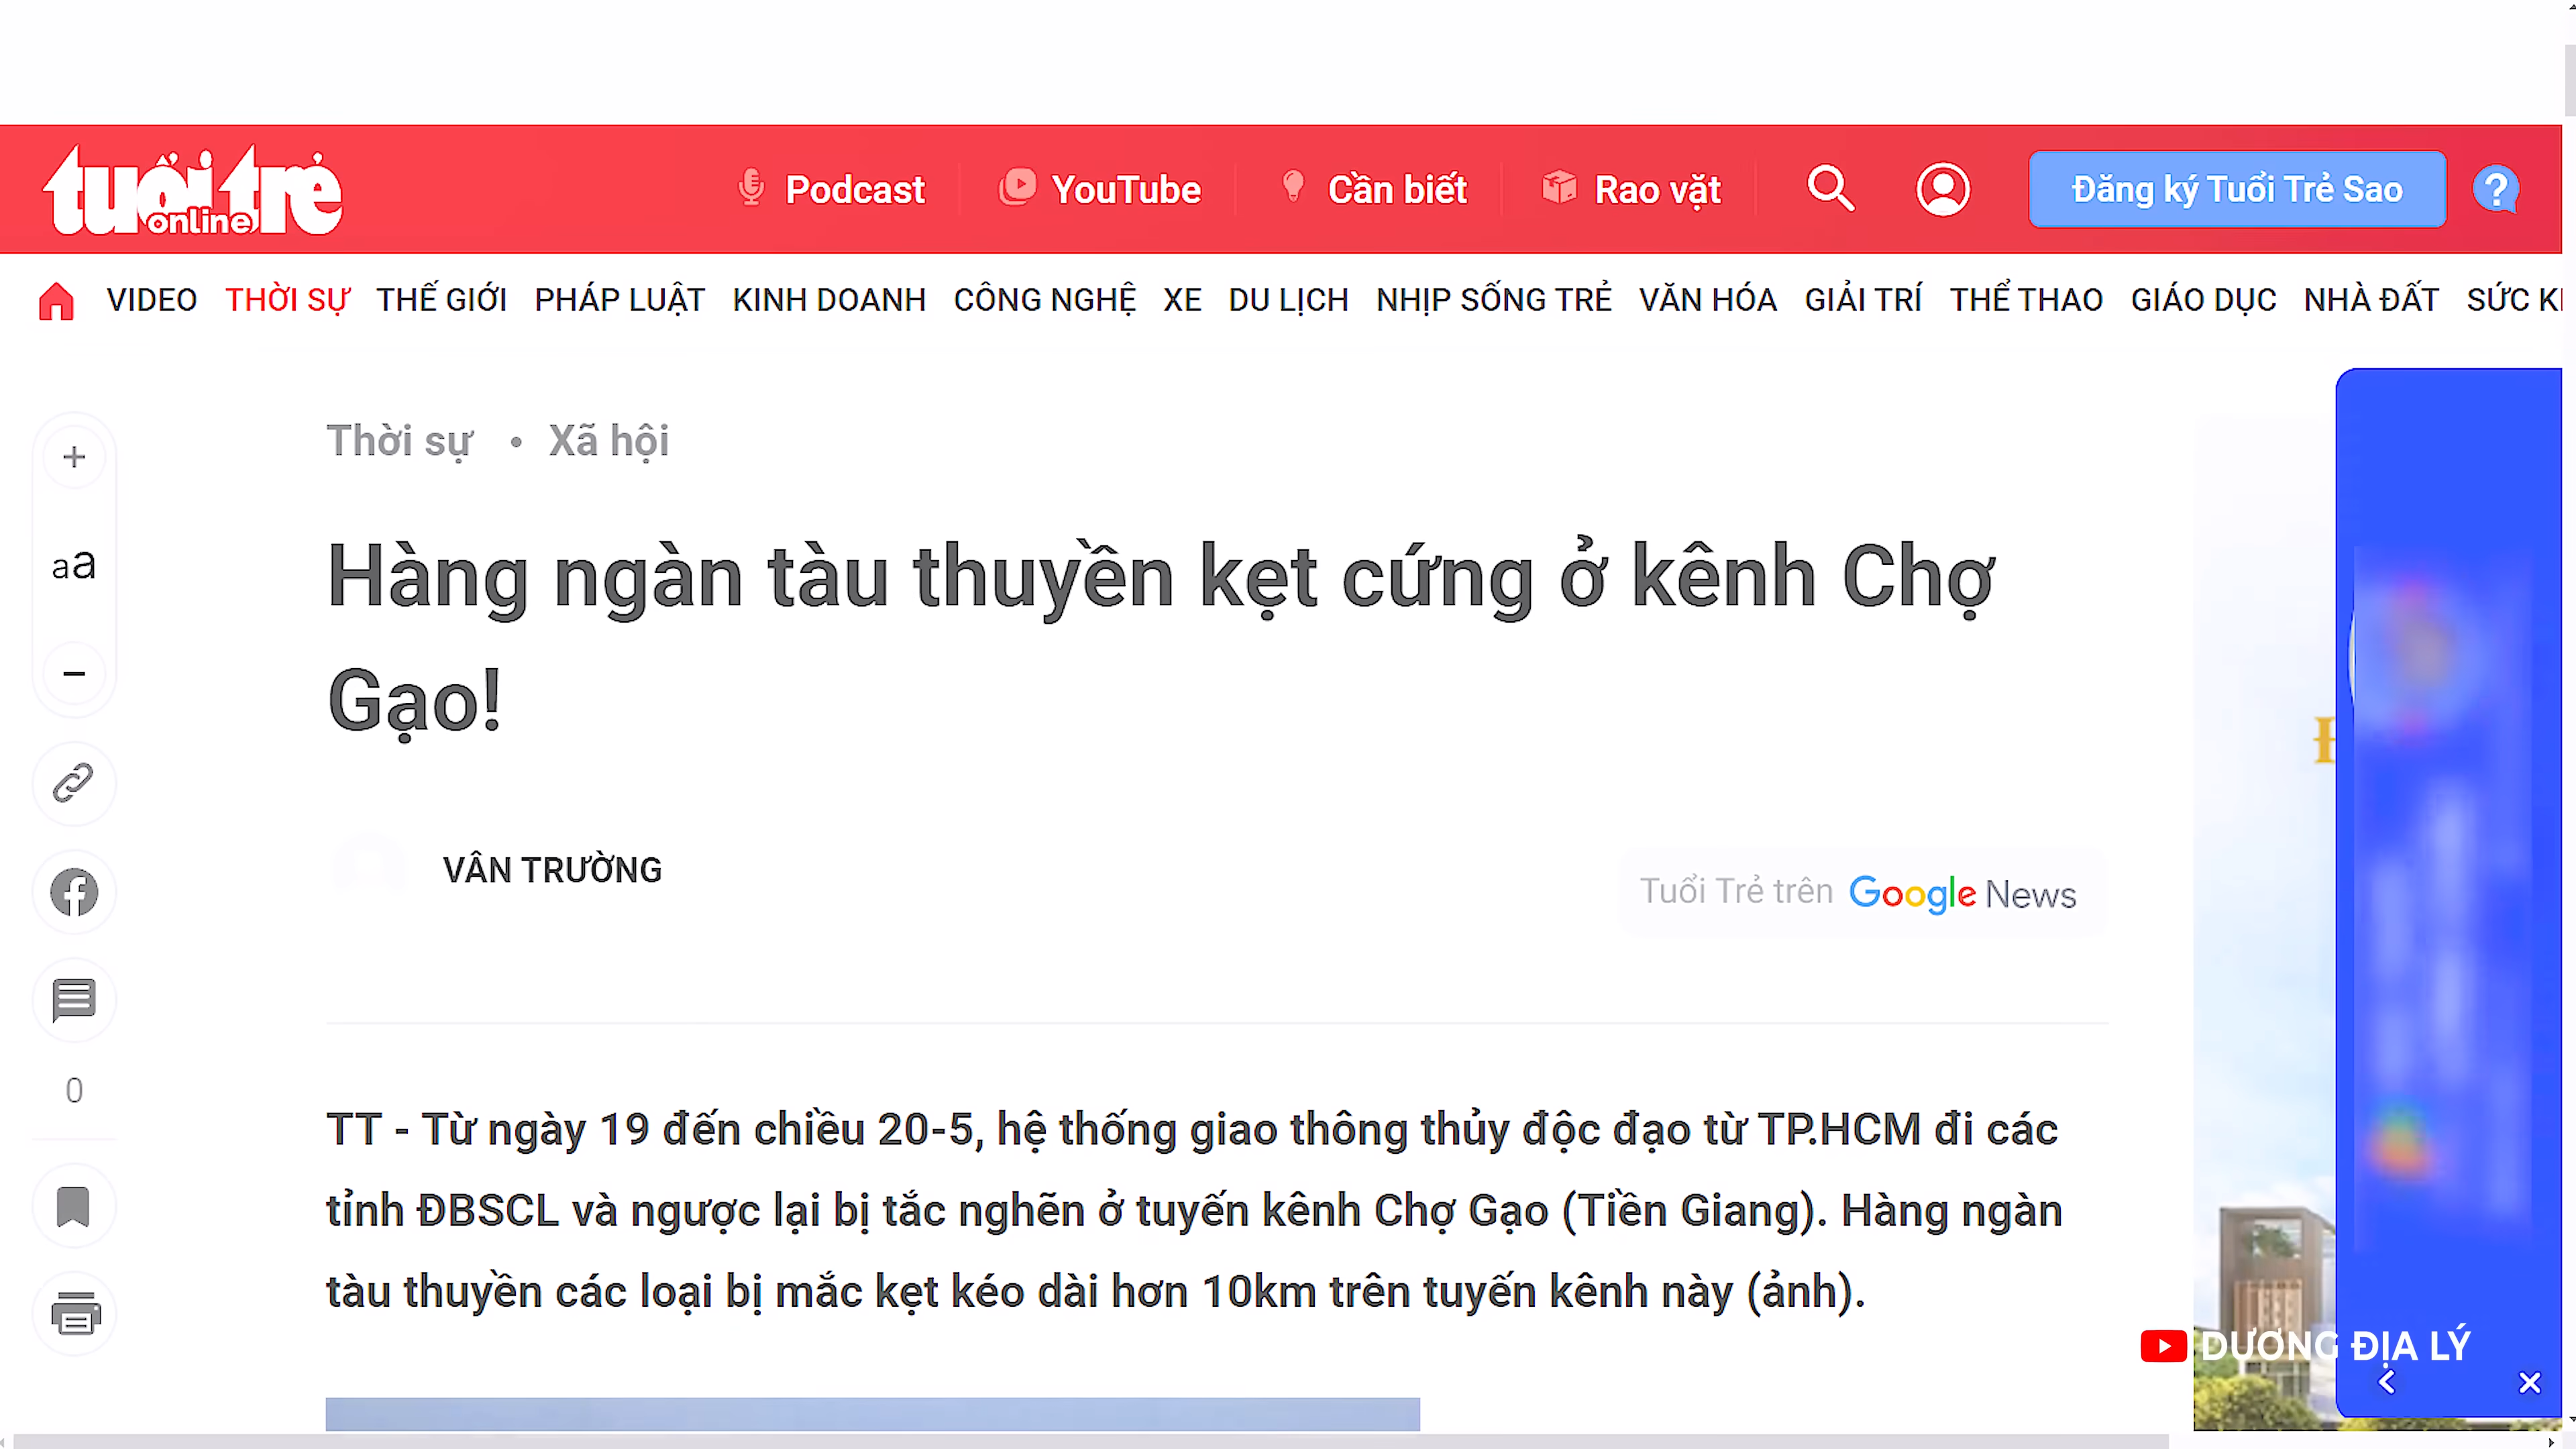 tuổi trẻ online
Podcast YouTube Cần biết Rao vặt Đăng ký Tuổi Trẻ Sao ?
VIDEO THỜI SỰ THẾ GIỚI PHÁP LUẬT KINH DOANH CÔNG NGHỆ XE DU LỊCH NHỊP SỐNG TRẺ VĂN HÓA GIẢI TRÍ THỂ THAO GIÁO DỤC NHÀ ĐẤT SỨC
Thời sự • Xã hội
+
aa
−
Hàng ngàn tàu thuyền kẹt cứng ở kênh Chợ
Gạo!
VÂN TRƯỜNG
Tuổi Trẻ trên Google News
0
TT - Từ ngày 19 đến chiều 20-5, hệ thống giao thông thủy độc đạo từ TP.HCM đi các
tỉnh ĐBSCL và ngược lại bị tắc nghẽn ở tuyến kênh Chợ Gạo (Tiền Giang). Hàng ngàn
tàu thuyền các loại bị mắc kẹt kéo dài hơn 10km trên tuyến kênh này (ảnh).
DƯƠNG ĐỊA LÝ